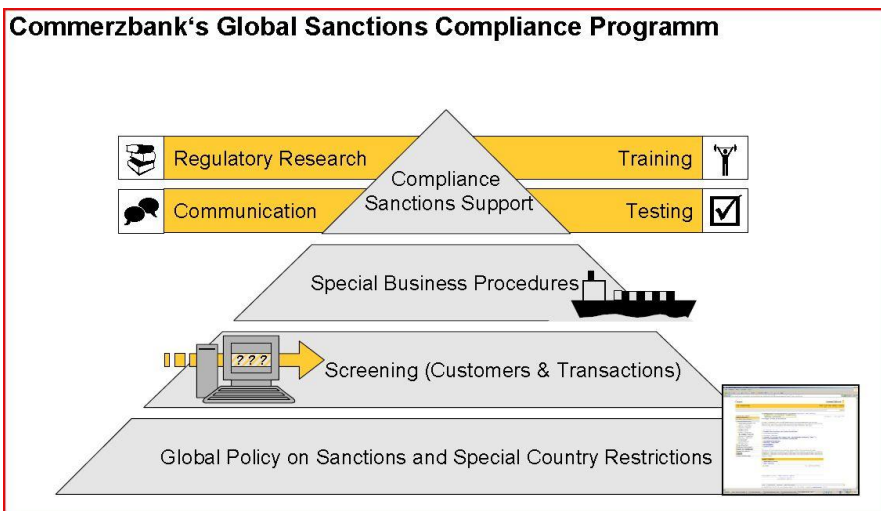 Commerzbank‘s Global Sanctions Compliance Programm
Regulatory Research
Training
Compliance
Sanctions Support
Communication
Testing
Special Business Procedures
? ? ?
Screening (Customers & Transactions)
Global Policy on Sanctions and Special Country Restrictions